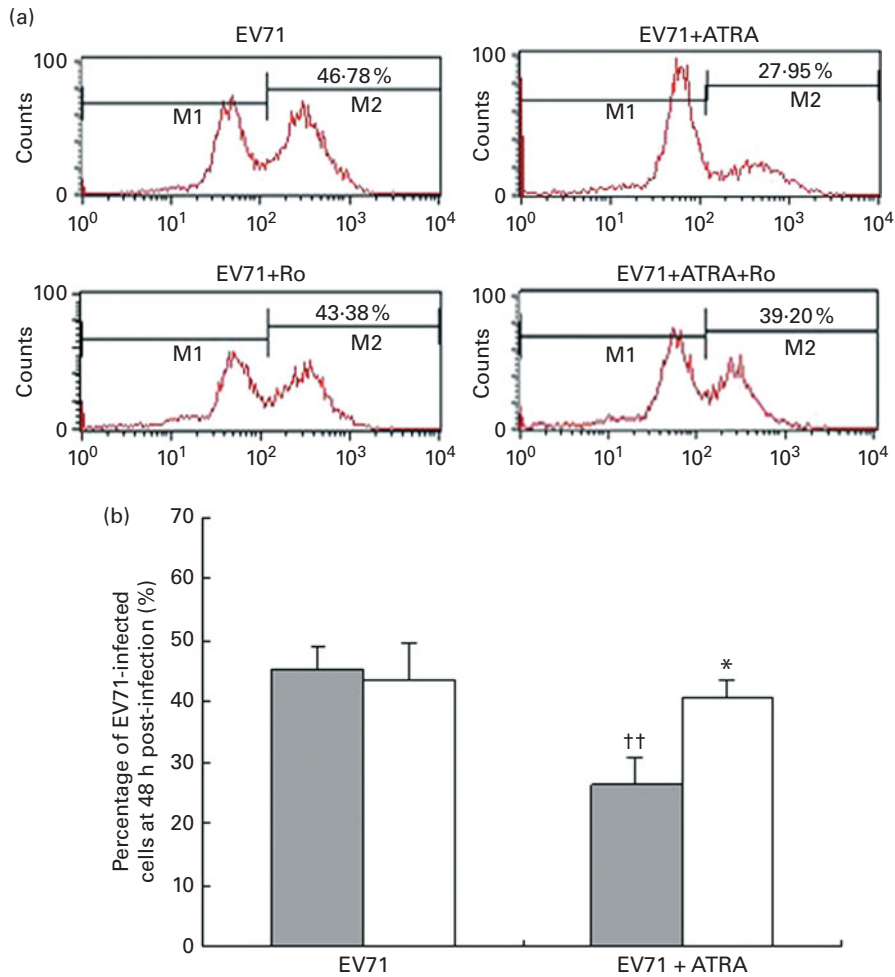 (a)
EV71
100
Counts
0
46·78 %
M1
M2
10⁰ 10¹ 10² 10³ 10⁴
EV71+ATRA
100
Counts
0
27·95 %
M1
M2
10⁰ 10¹ 10² 10³ 10⁴
EV71+Ro
100
Counts
0
43·38 %
M1
M2
10⁰ 10¹ 10² 10³ 10⁴
EV71+ATRA+Ro
100
Counts
0
39·20 %
M1
M2
10⁰ 10¹ 10² 10³ 10⁴
(b)
Percentage of EV71-infected
cells at 48 h post-infection (%)
70
60
50
40
30
20
10
0
††
*
EV71
EV71 + ATRA